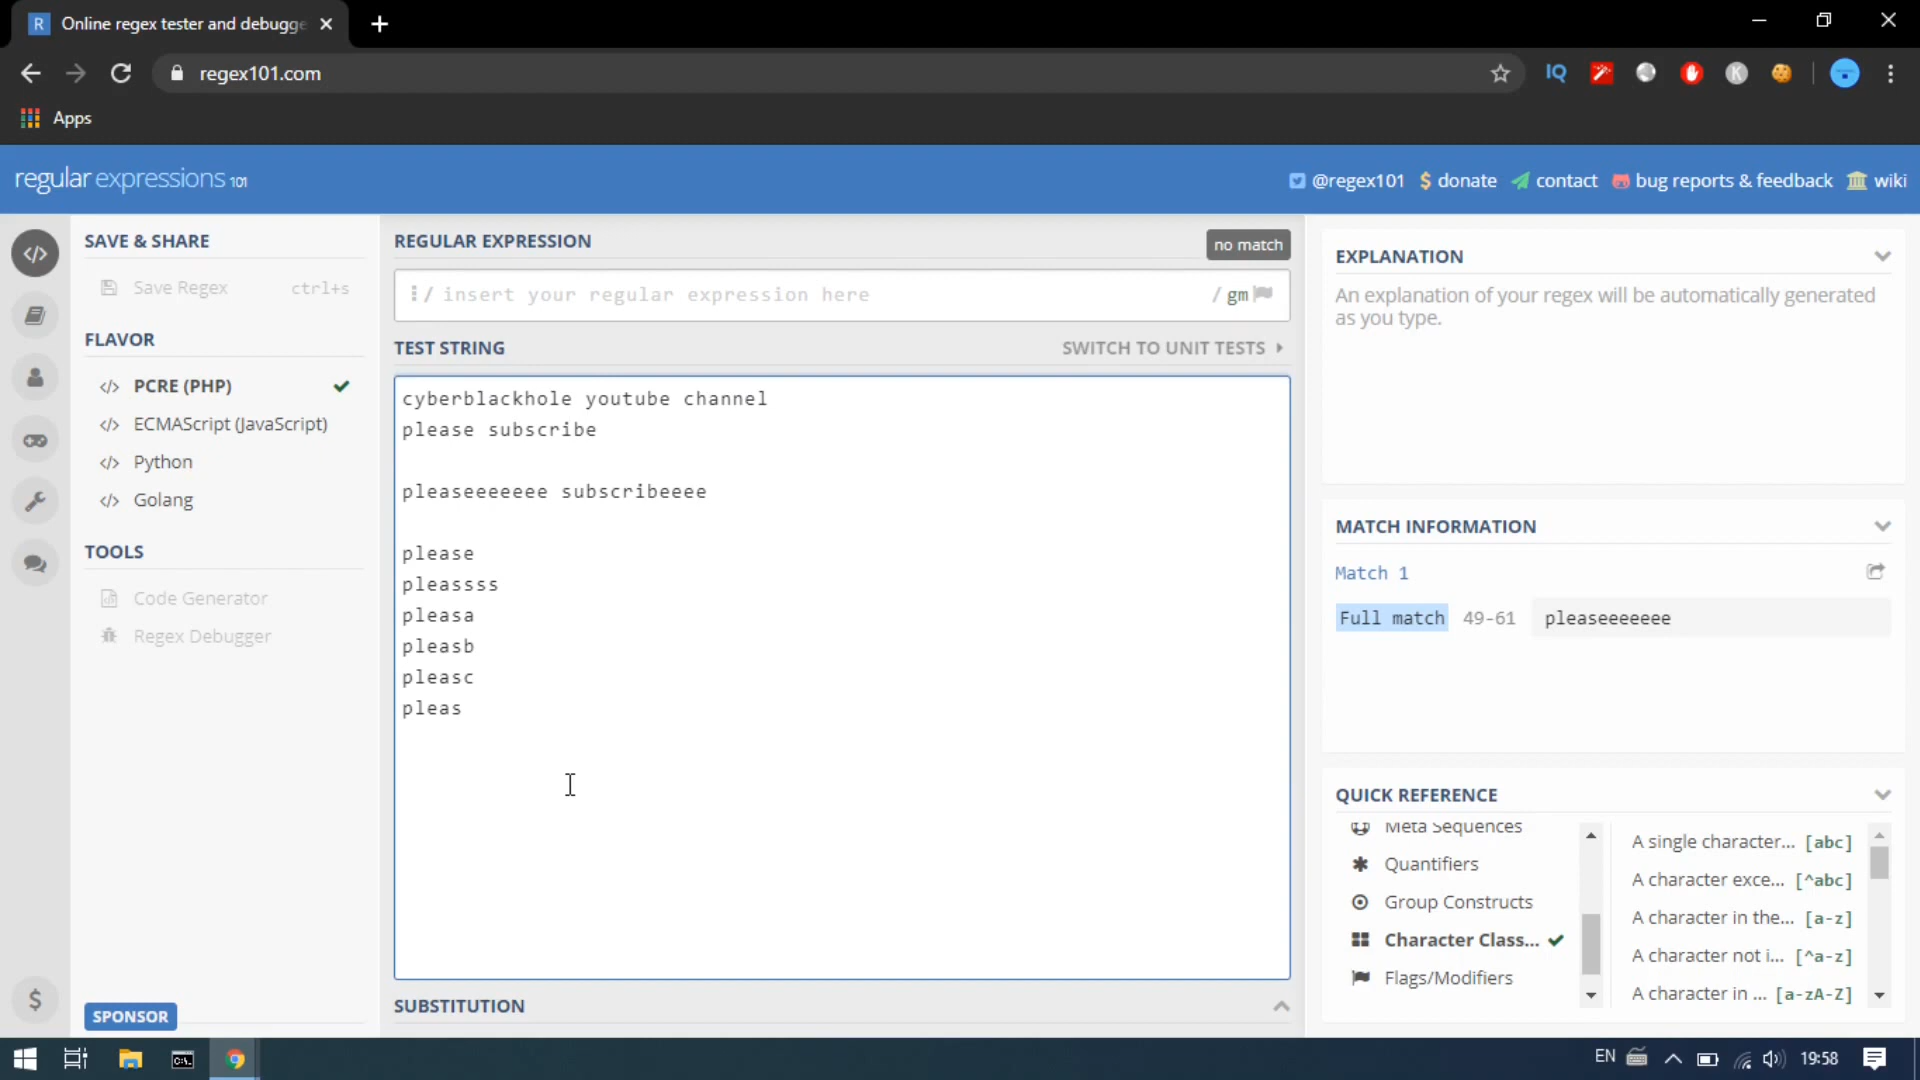 R Online regex tester and debugge
regex101.com
IQ
K
Apps
regular expressions 101
@regex101 $ donate contact bug reports & feedback wiki
SAVE & SHARE
Save Regex ctrl+s
FLAVOR
</> PCRE (PHP)
</> ECMAScript (JavaScript)
</> Python
</> Golang
TOOLS
Code Generator
Regex Debugger
SPONSOR
</>
$
REGULAR EXPRESSION
no match
/ insert your regular expression here / gm
TEST STRING
SWITCH TO UNIT TESTS
cyberblackhole youtube channel
please subscribe
pleaseeeeeee subscribeeee
please
pleassss
pleasa
pleasb
pleasc
pleas
SUBSTITUTION
EXPLANATION
An explanation of your regex will be automatically generated
as you type.
MATCH INFORMATION
Match 1
Full match 49-61 pleaseeeeeee
QUICK REFERENCE
Meta Sequences
Quantifiers
Group Constructs
Character Class...
Flags/Modifiers
A single character... [abc]
A character exce... [^abc]
A character in the... [a-z]
A character not i... [^a-z]
A character in ... [a-zA-Z]
EN
19:58